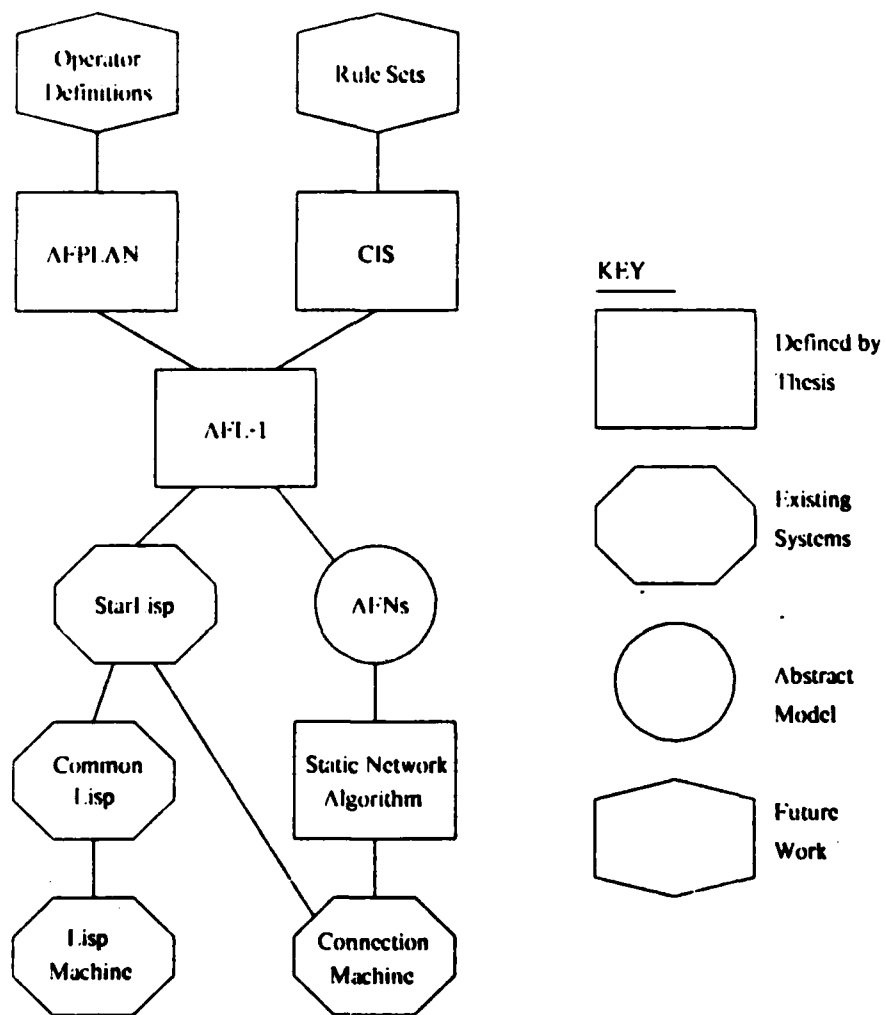 Operator
Definitions
Rule Sets
AFPLAN
CIS
AFL-1
StarLisp
AFNs
Common
Lisp
Static Network
Algorithm
Lisp
Machine
Connection
Machine
KEY
Defined by
Thesis
Existing
Systems
Abstract
Model
Future
Work